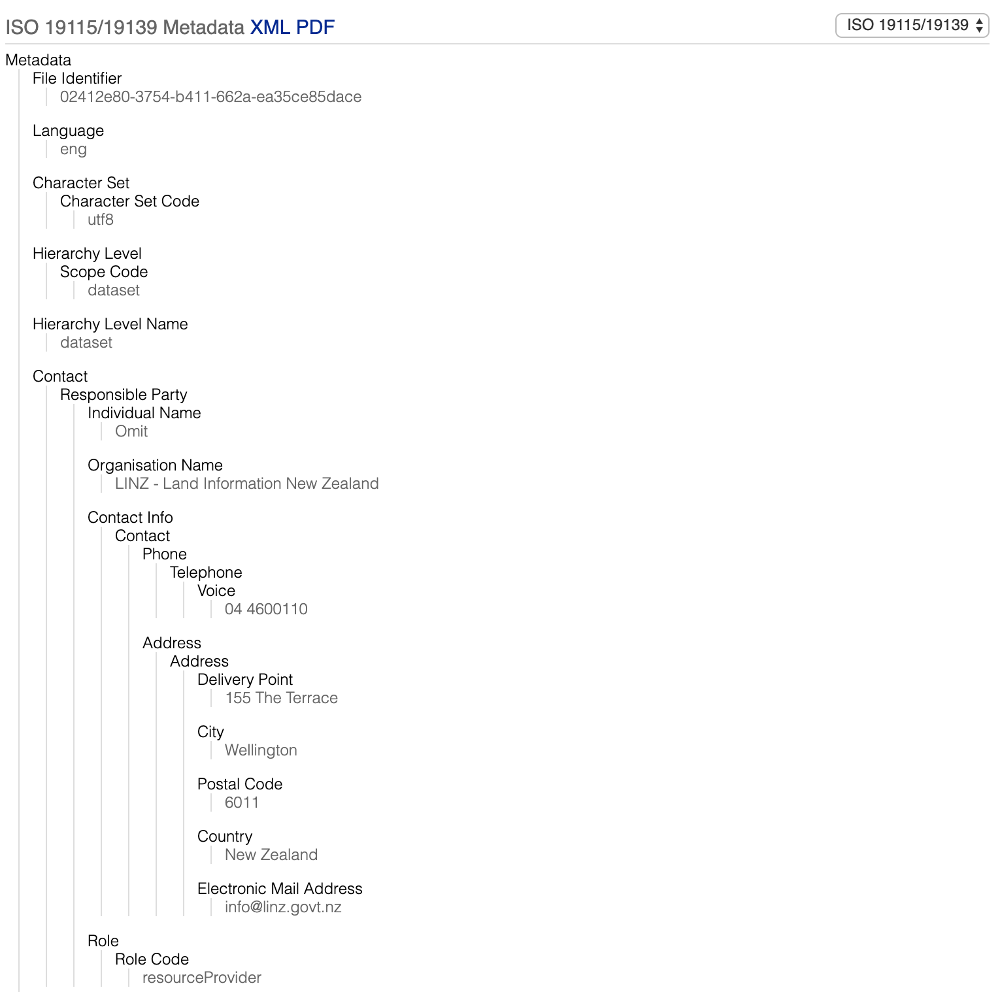 ISO 19115/19139 Metadata XML PDF
ISO 19115/19139
Metadata
File Identifier
02412e80-3754-b411-662a-ea35ce85dace
Language
eng
Character Set
Character Set Code
utf8
Hierarchy Level
Scope Code
dataset
Hierarchy Level Name
dataset
Contact
Responsible Party
Individual Name
Omit
Organisation Name
LINZ - Land Information New Zealand
Contact Info
Contact
Phone
Telephone
Voice
04 4600110
Address
Address
Delivery Point
155 The Terrace
City
Wellington
Postal Code
6011
Country
New Zealand
Electronic Mail Address
info@linz.govt.nz
Role
Role Code
resourceProvider